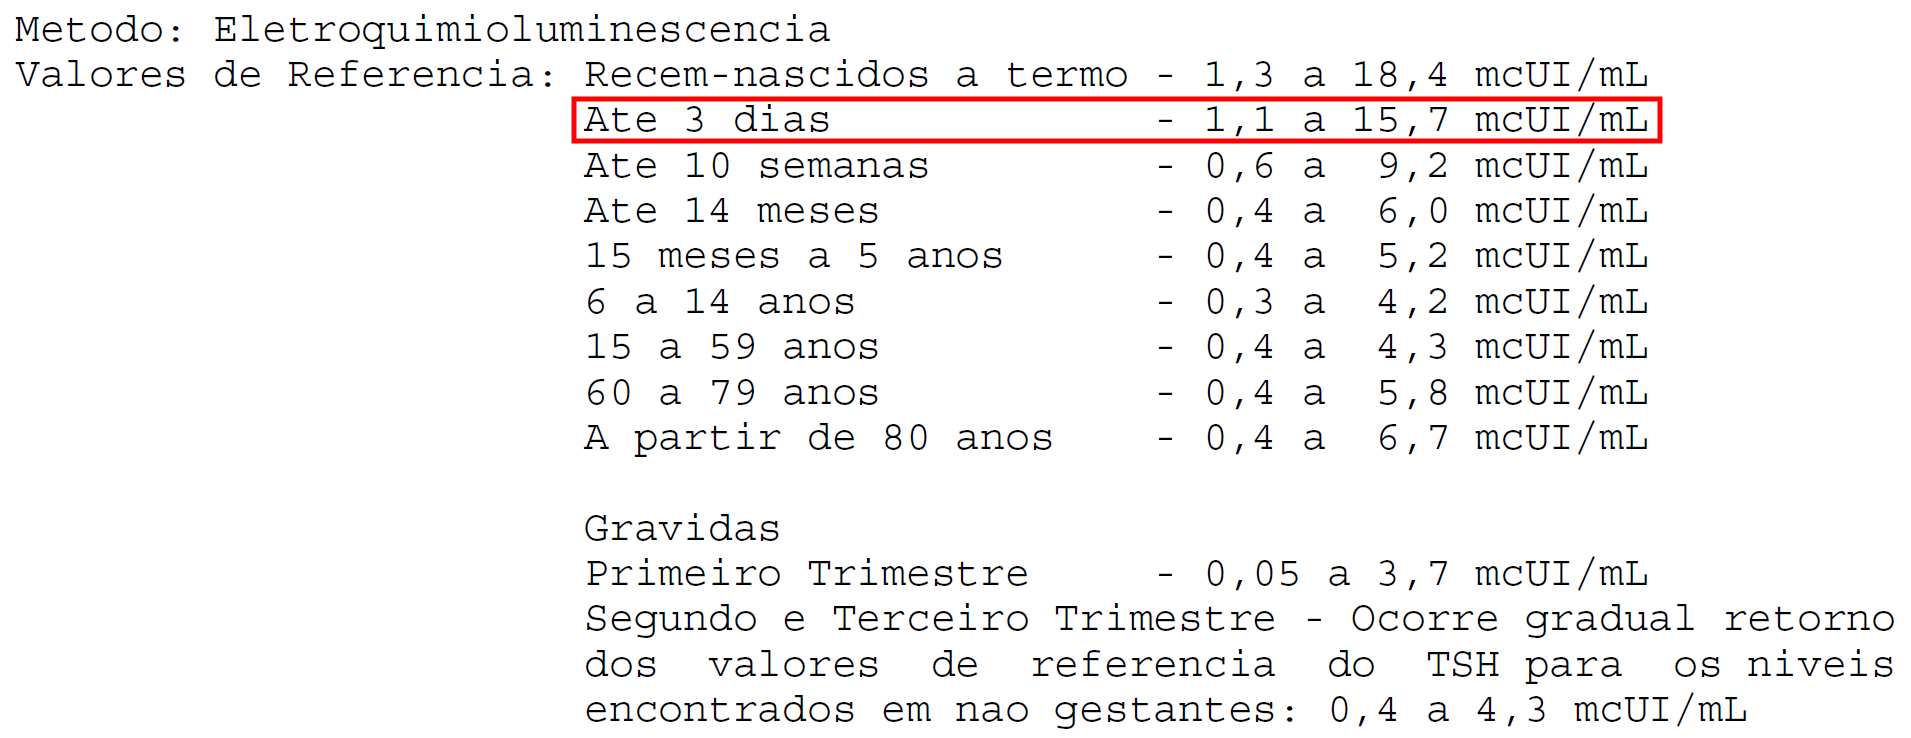 Metodo: Eletroquimioluminescencia
Valores de Referencia: Recem-nascidos a termo - 1,3 a 18,4 mcUI/mL
Ate 3 dias - 1,1 a 15,7 mcUI/mL
Ate 10 semanas - 0,6 a 9,2 mcUI/mL
Ate 14 meses - 0,4 a 6,0 mcUI/mL
15 meses a 5 anos - 0,4 a 5,2 mcUI/mL
6 a 14 anos - 0,3 a 4,2 mcUI/mL
15 a 59 anos - 0,4 a 4,3 mcUI/mL
60 a 79 anos - 0,4 a 5,8 mcUI/mL
A partir de 80 anos - 0,4 a 6,7 mcUI/mL
Gravidas
Primeiro Trimestre - 0,05 a 3,7 mcUI/mL
Segundo e Terceiro Trimestre - Ocorre gradual retorno
dos valores de referencia do TSH para os niveis
encontrados em nao gestantes: 0,4 a 4,3 mcUI/mL